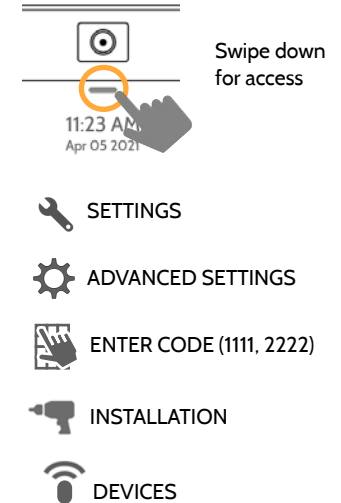 Swipe down
for access
11:23 AM
Apr 05 2021
SETTINGS
ADVANCED SETTINGS
ENTER CODE (1111, 2222)
INSTALLATION
DEVICES